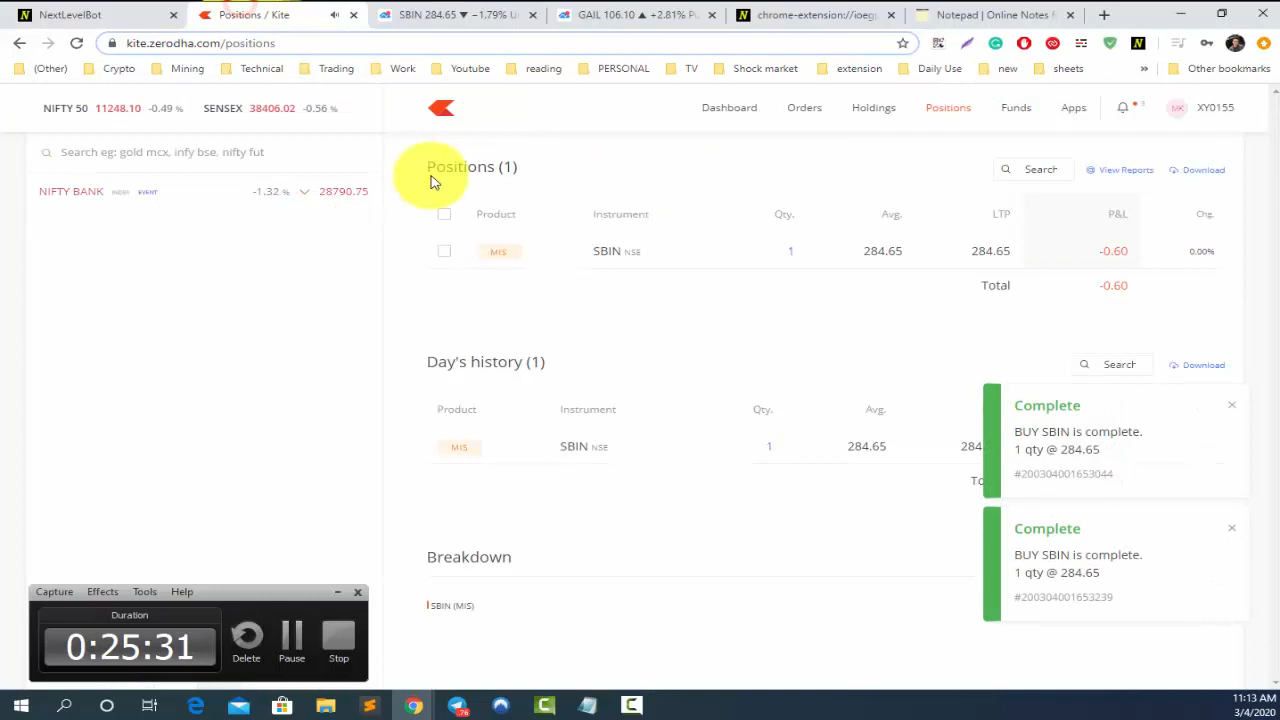 NextLevelBot
Positions / Kite
SBIN 284.65 ▼ −1.79% U
GAIL 106.10 ▲ +2.81% P
chrome-extension://ioeg
Notepad | Online Notes f
kite.zerodha.com/positions
(Other) Crypto Mining Technical Trading Work Youtube reading PERSONAL TV Shock market extension Daily Use new sheets » Other bookmarks
NIFTY 50 11248.10 -0.49 % SENSEX 38406.02 -0.56 %
Dashboard Orders Holdings Positions Funds Apps 3 MK XY0155
Search eg: gold mcx, infy bse, nifty fut
NIFTY BANK INDEX EVENT -1.32 % 28790.75
Positions (1) Search View Reports Download
Product Instrument Qty. Avg. LTP P&L Chg.
MIS SBIN NSE 1 284.65 284.65 -0.60 0.00%
Total -0.60
Day's history (1) Search Download
Product Instrument Qty. Avg.
MIS SBIN NSE 1 284.65 284
To
Breakdown
SBIN (MIS)
Complete
BUY SBIN is complete.
1 qty @ 284.65
#200304001653044
Complete
BUY SBIN is complete.
1 qty @ 284.65
#200304001653239
Capture Effects Tools Help
Duration
0:25:31
Delete Pause Stop
76
11:13 AM
3/4/2020